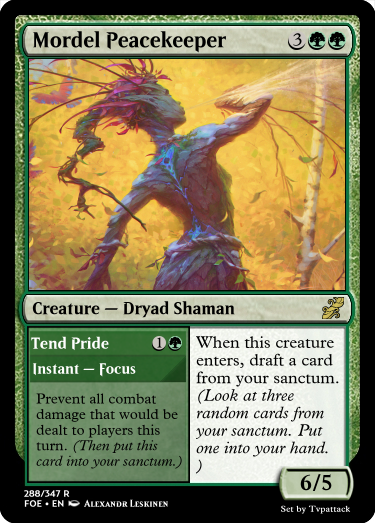 Mordel Peacekeeper 3
Creature — Dryad Shaman
Tend Pride 1
Instant — Focus
Prevent all combat
damage that would be
dealt to players this
turn. (Then put this
card into your sanctum.)
When this creature
enters, draft a card
from your sanctum.
(Look at three
random cards from
your sanctum. Put
one into your hand.
)
6/5
288/347 R
FOE • EN Alexandr Leskinen
Set by Tvpattack